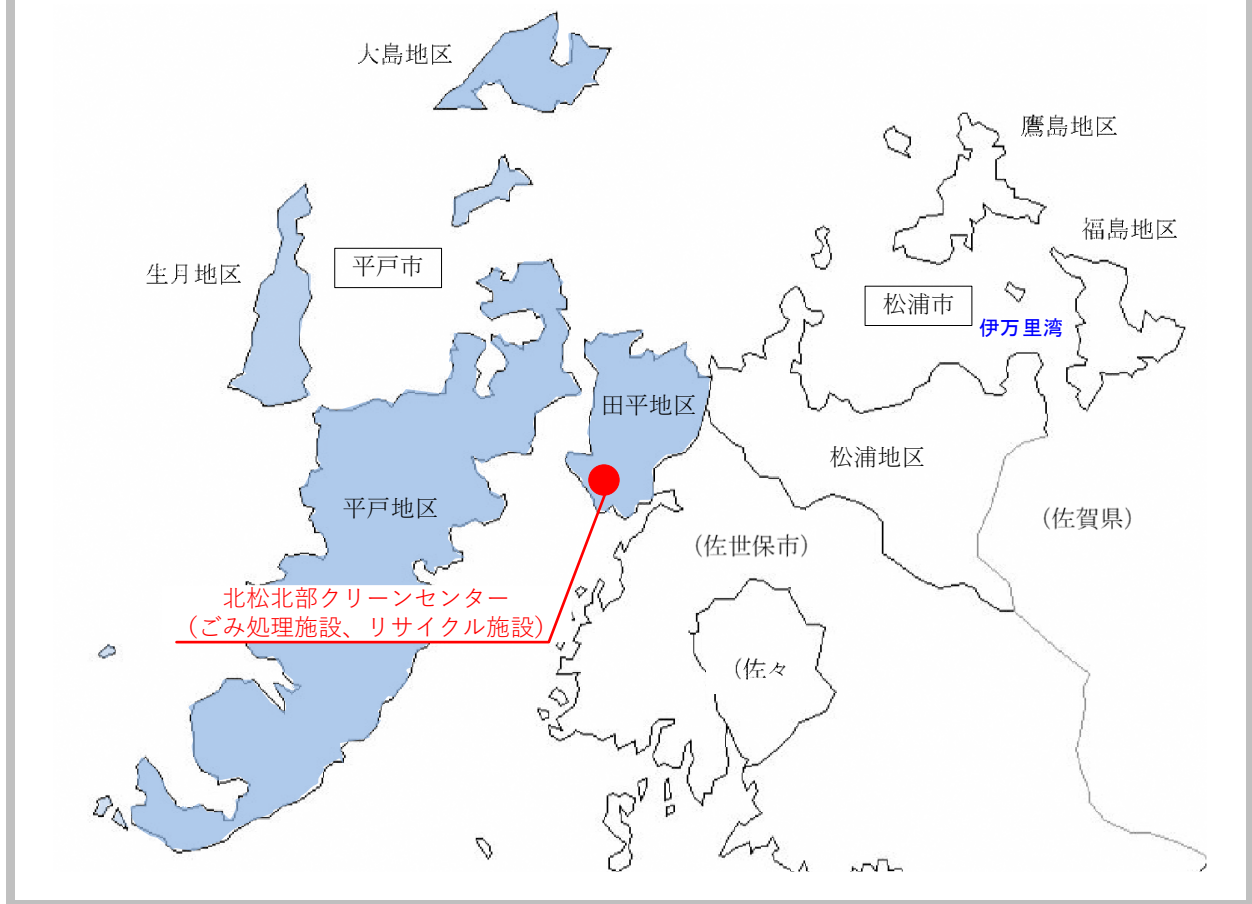 大島地区
鷹島地区
福島地区
生月地区
平戸市
松浦市
伊万里湾
田平地区
松浦地区
平戸地区
(佐賀県)
(佐世保市)
北松北部クリーンセンター
(ごみ処理施設、リサイクル施設)
(佐々